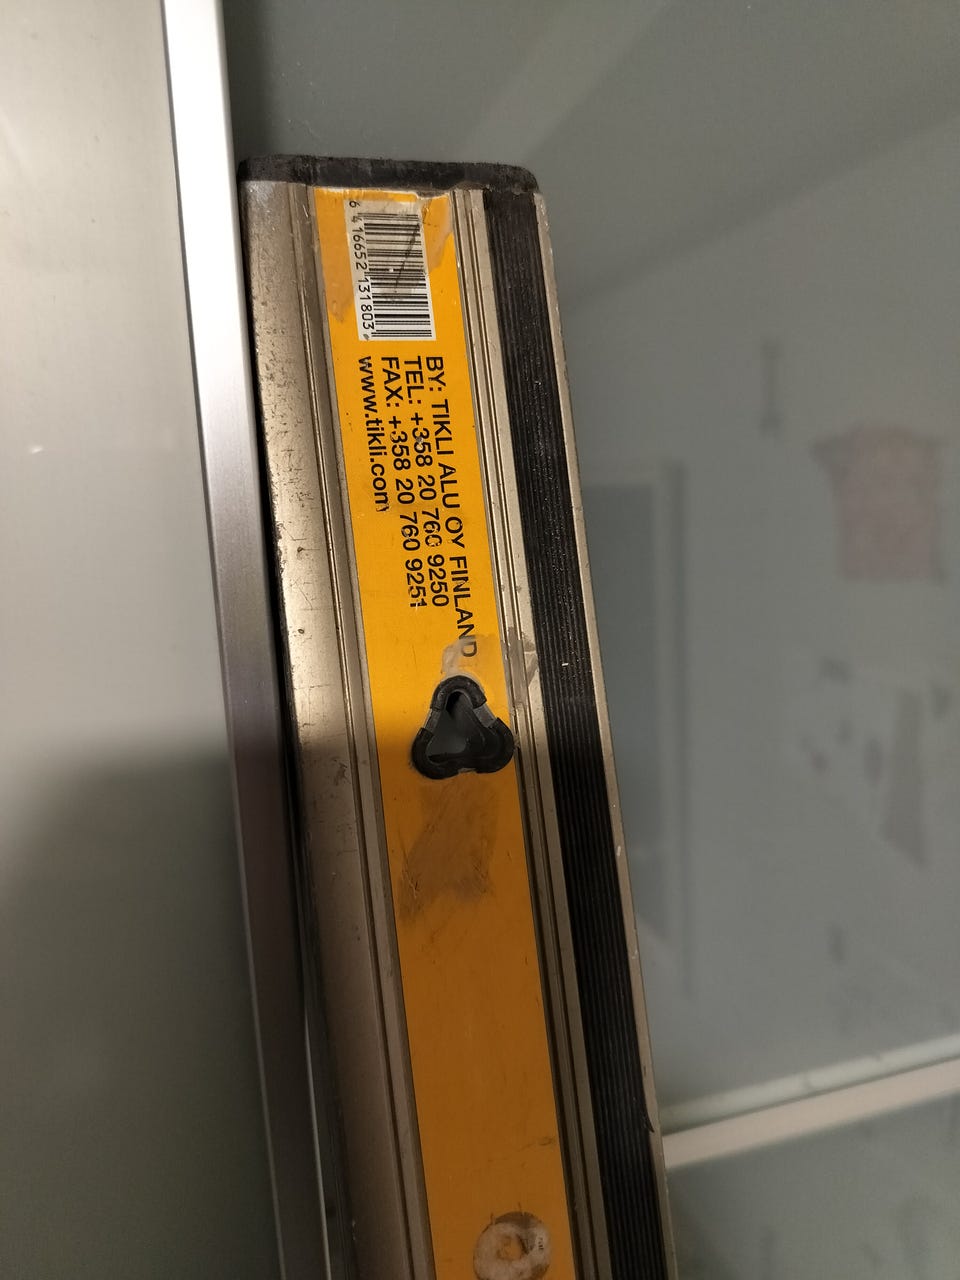 6 416652 131803
BY: TIKLI ALU OY FINLAND
TEL: +358 20 760 9250
FAX: +358 20 760 9251
www.tikli.com